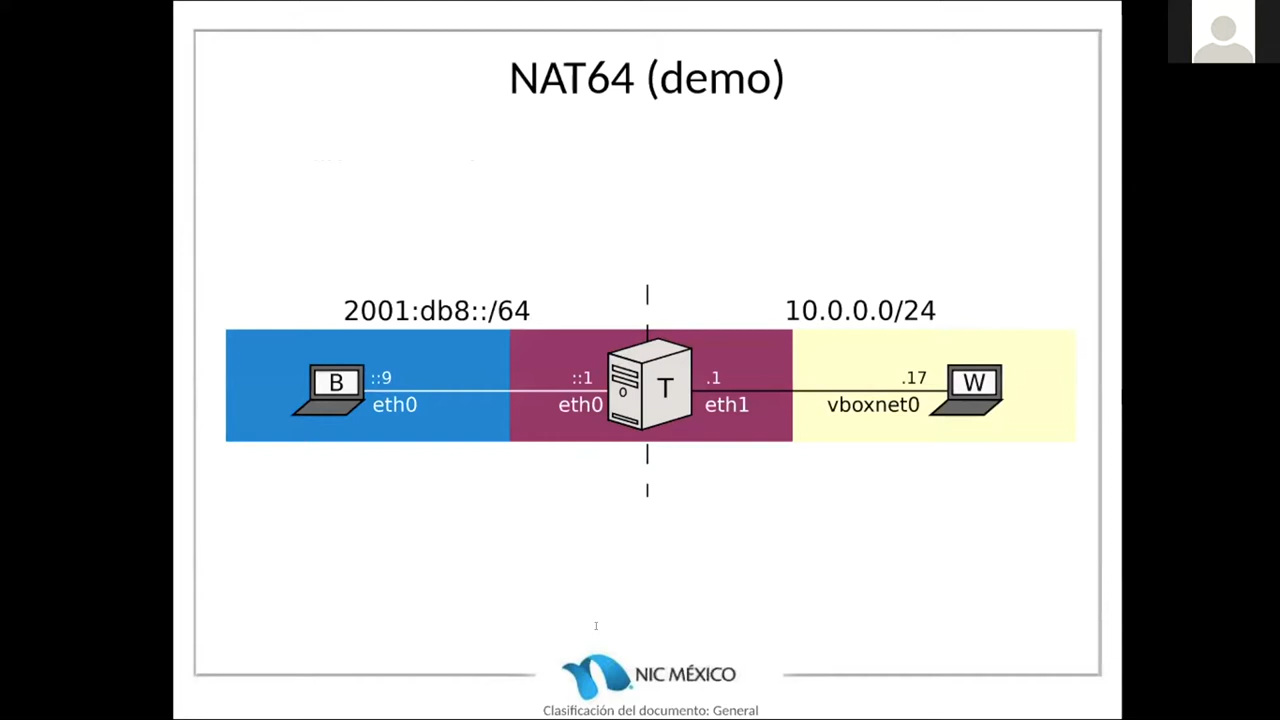 NAT64 (demo)
2001:db8::/64
10.0.0.0/24
B
::9
eth0
::1
eth0
T
.1
eth1
.17
vboxnet0
W
NIC MÉXICO
Clasificación del documento: General